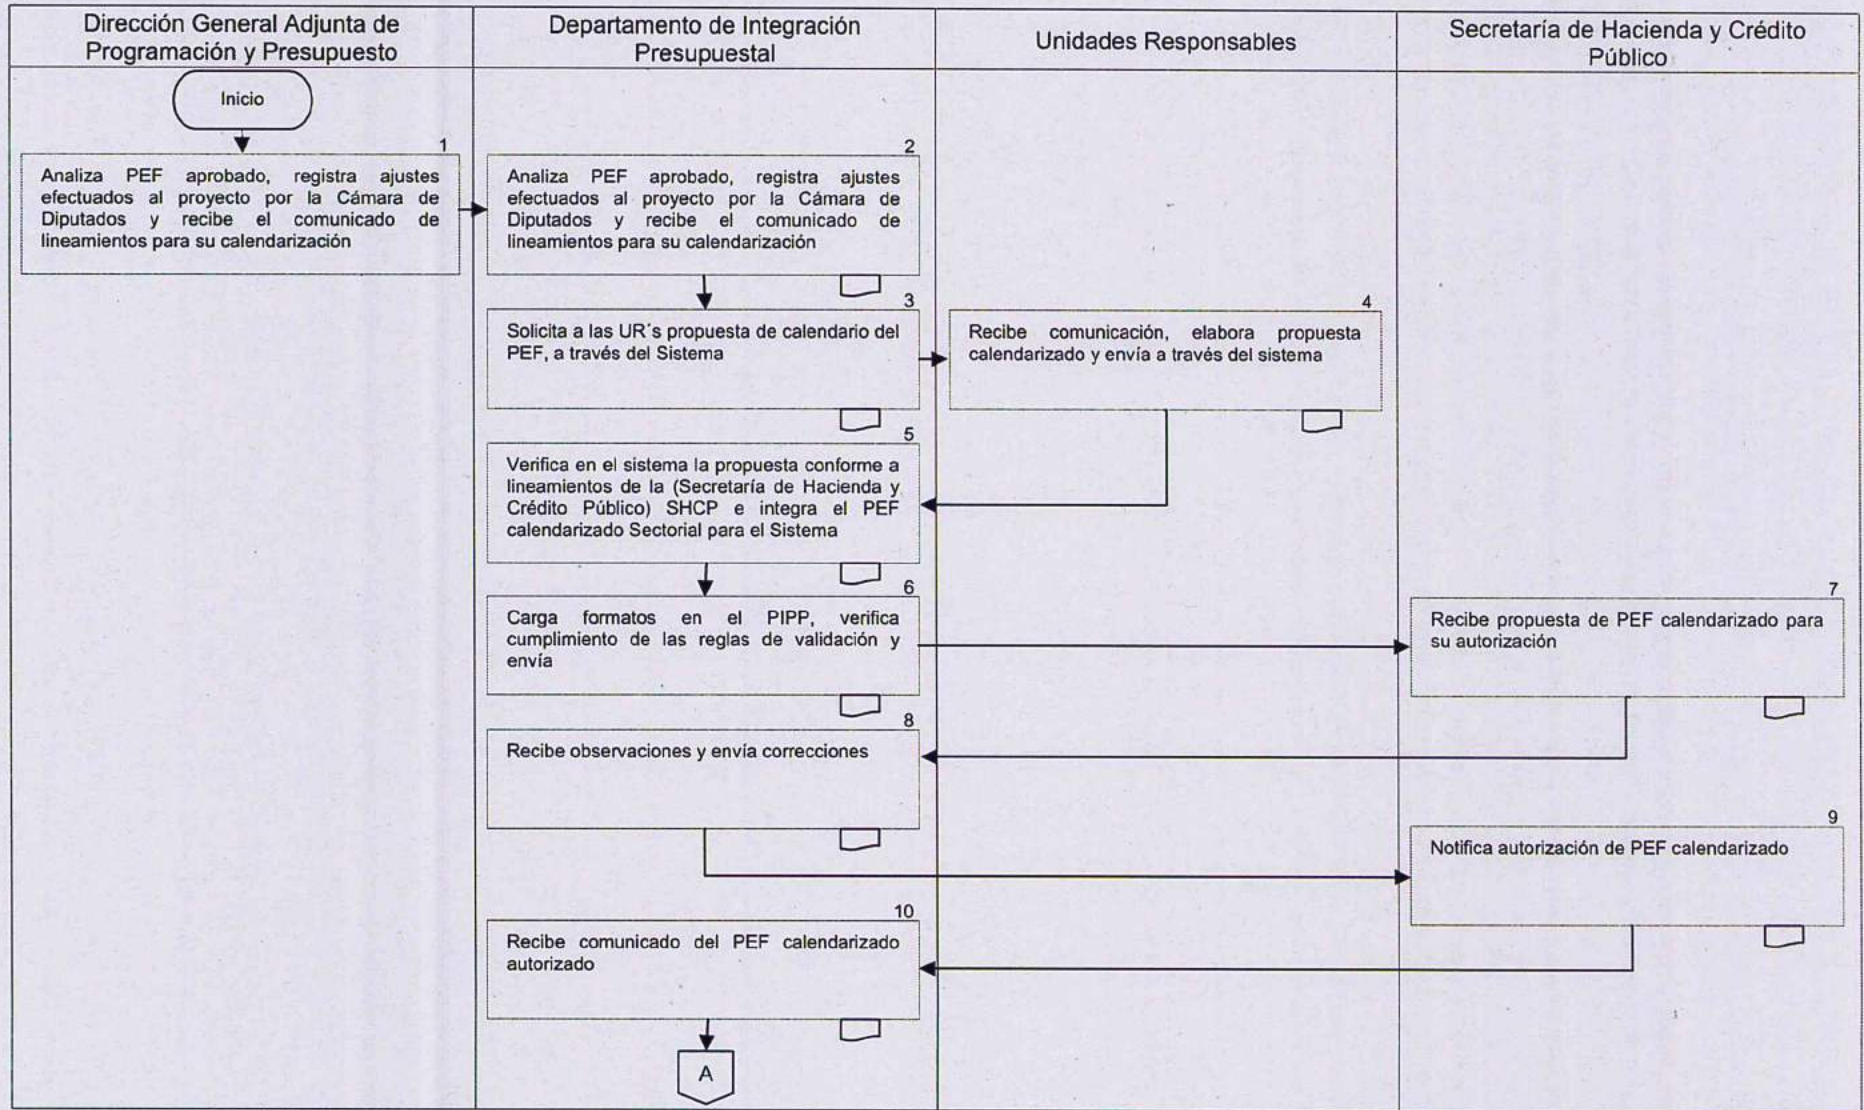 Dirección General Adjunta de
Programación y Presupuesto
Departamento de Integración
Presupuestal
Unidades Responsables
Secretaría de Hacienda y Crédito
Público
Inicio
1
Analiza PEF aprobado, registra ajustes
efectuados al proyecto por la Cámara de
Diputados y recibe el comunicado de
lineamientos para su calendarización
2
Analiza PEF aprobado, registra ajustes
efectuados al proyecto por la Cámara de
Diputados y recibe el comunicado de
lineamientos para su calendarización
3
Solicita a las UR´s propuesta de calendario del
PEF, a través del Sistema
4
Recibe comunicación, elabora propuesta
calendarizado y envía a través del sistema
5
Verifica en el sistema la propuesta conforme a
lineamientos de la (Secretaría de Hacienda y
Crédito Público) SHCP e integra el PEF
calendarizado Sectorial para el Sistema
6
Carga formatos en el PIPP, verifica
cumplimiento de las reglas de validación y
envía
7
Recibe propuesta de PEF calendarizado para
su autorización
8
Recibe observaciones y envía correcciones
9
Notifica autorización de PEF calendarizado
10
Recibe comunicado del PEF calendarizado
autorizado
A